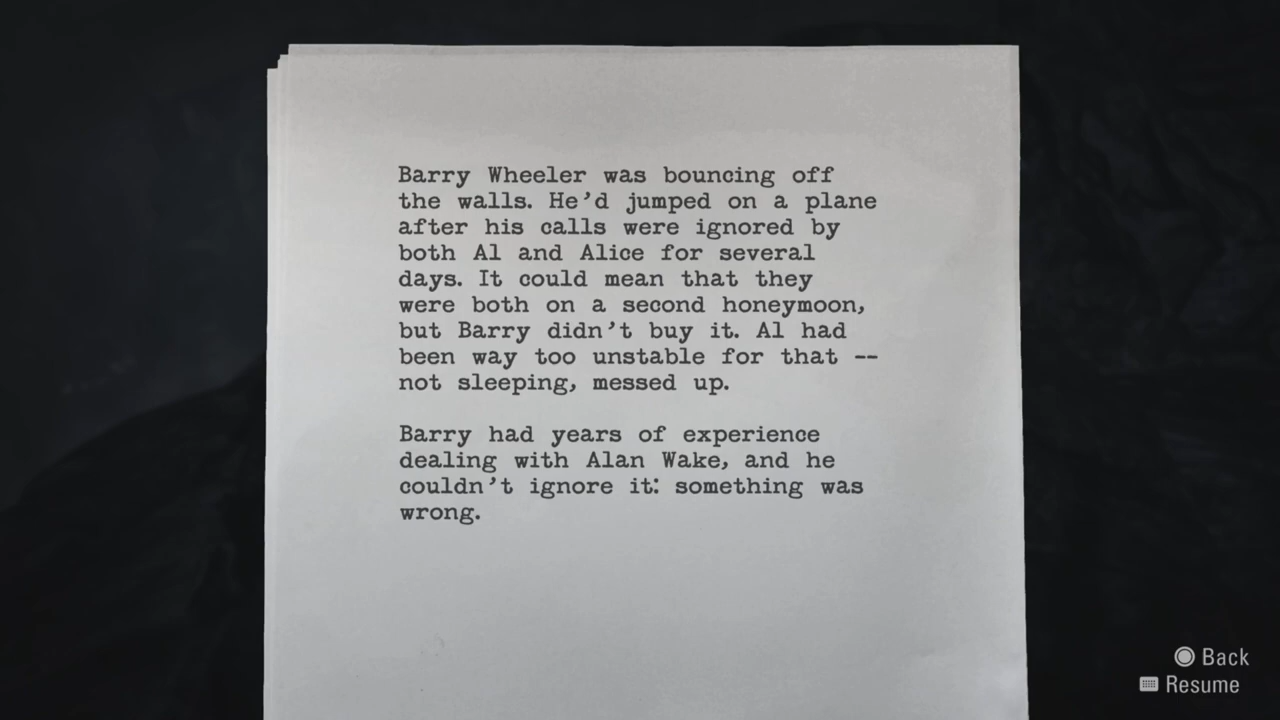 Barry Wheeler was bouncing off
the walls. He'd jumped on a plane
after his calls were ignored by
both Al and Alice for several
days. It could mean that they
were both on a second honeymoon,
but Barry didn't buy it. Al had
been way too unstable for that --
not sleeping, messed up.
Barry had years of experience
dealing with Alan Wake, and he
couldn't ignore it: something was
wrong.
Back
Resume